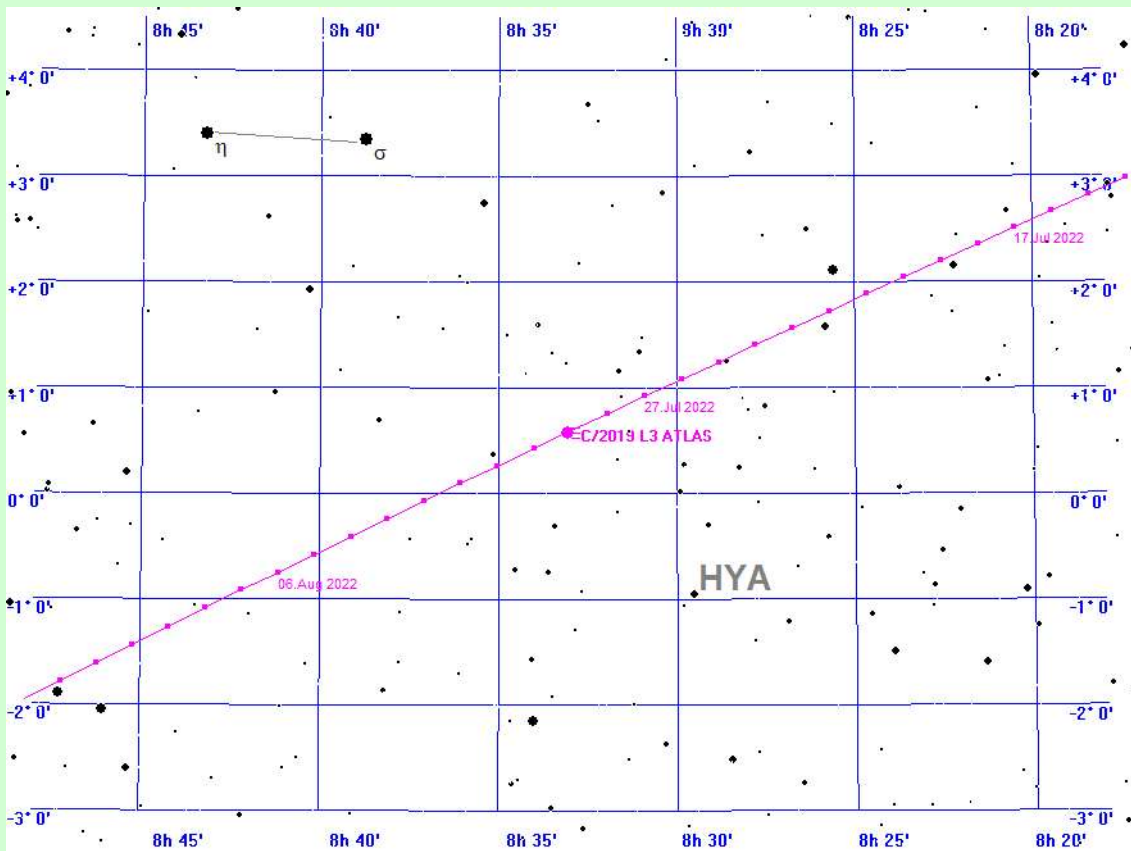 8h 45' 8h 40' 8h 35' 9h 39' 8h 25' 8h 20'
+4° 0' +4° 0'
η σ
+3° 0' +3° 0'
17.Jul 2022
+2° 0' +2° 0'
+1° 0' +1° 0'
27.Jul 2022
C/2019 L3 ATLAS
0° 0' 0° 0'
06.Aug 2022
HYA
-1° 0' -1° 0'
-2° 0' -2° 0'
-3° 0' -3° 0'
8h 45' 8h 40' 8h 35' 9h 39' 8h 25' 8h 20'